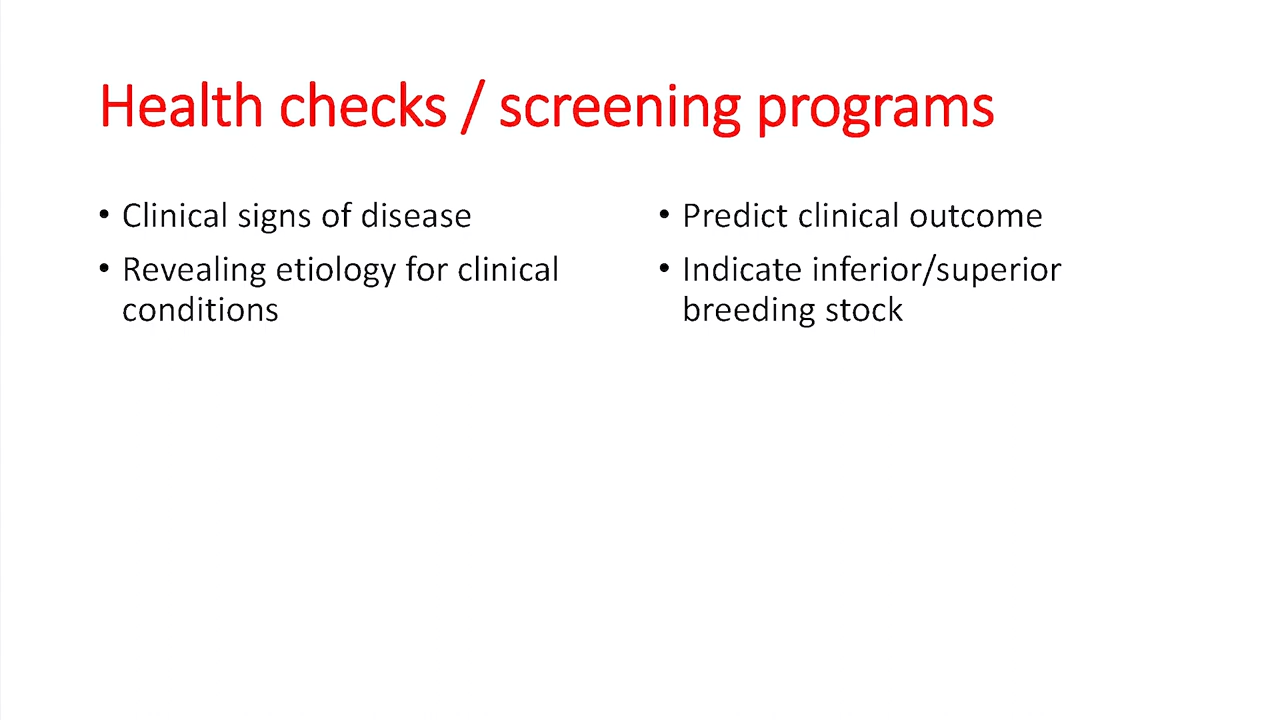 Health checks / screening programs
• Clinical signs of disease
• Revealing etiology for clinical
conditions
• Predict clinical outcome
• Indicate inferior/superior
breeding stock